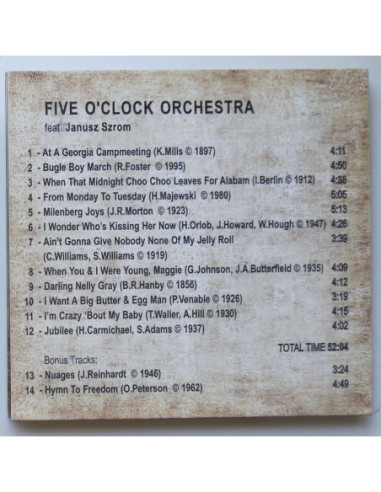 FIVE O'CLOCK ORCHESTRA
feat. Janusz Szrom
1 - At A Georgia Campmeeting (K.Mills © 1897) 4:11
2 - Bugle Boy March (R.Foster © 1995) 4:50
3 - When That Midnight Choo Choo Leaves For Alabam (I.Berlin © 1912) 4:38
4 - From Monday To Tuesday (H.Majewski © 1980) 5:05
5 - Milenberg Joys (J.R.Morton © 1923) 5:13
6 - I Wonder Who's Kissing Her Now (H.Orlob, J.Howard, W.Hough © 1947) 4:26
7 - Ain't Gonna Give Nobody None Of My Jelly Roll 3:39
(C.Williams, S.Williams © 1919)
8 - When You & I Were Young, Maggie (G.Johnson, J.A.Butterfield © 1935) 4:09
9 - Darling Nelly Gray (B.R.Hanby © 1856) 4:12
10 - I Want A Big Butter & Egg Man (P.Venable © 1926) 3:19
11 - I'm Crazy 'Bout My Baby (T.Waller, A.Hill © 1930) 4:15
12 - Jubilee (H.Carmichael, S.Adams © 1937) 4:02
TOTAL TIME 52:04
Bonus Tracks:
13 - Nuages (J.Reinhardt © 1946) 3:24
14 - Hymn To Freedom (O.Peterson © 1962) 4:49